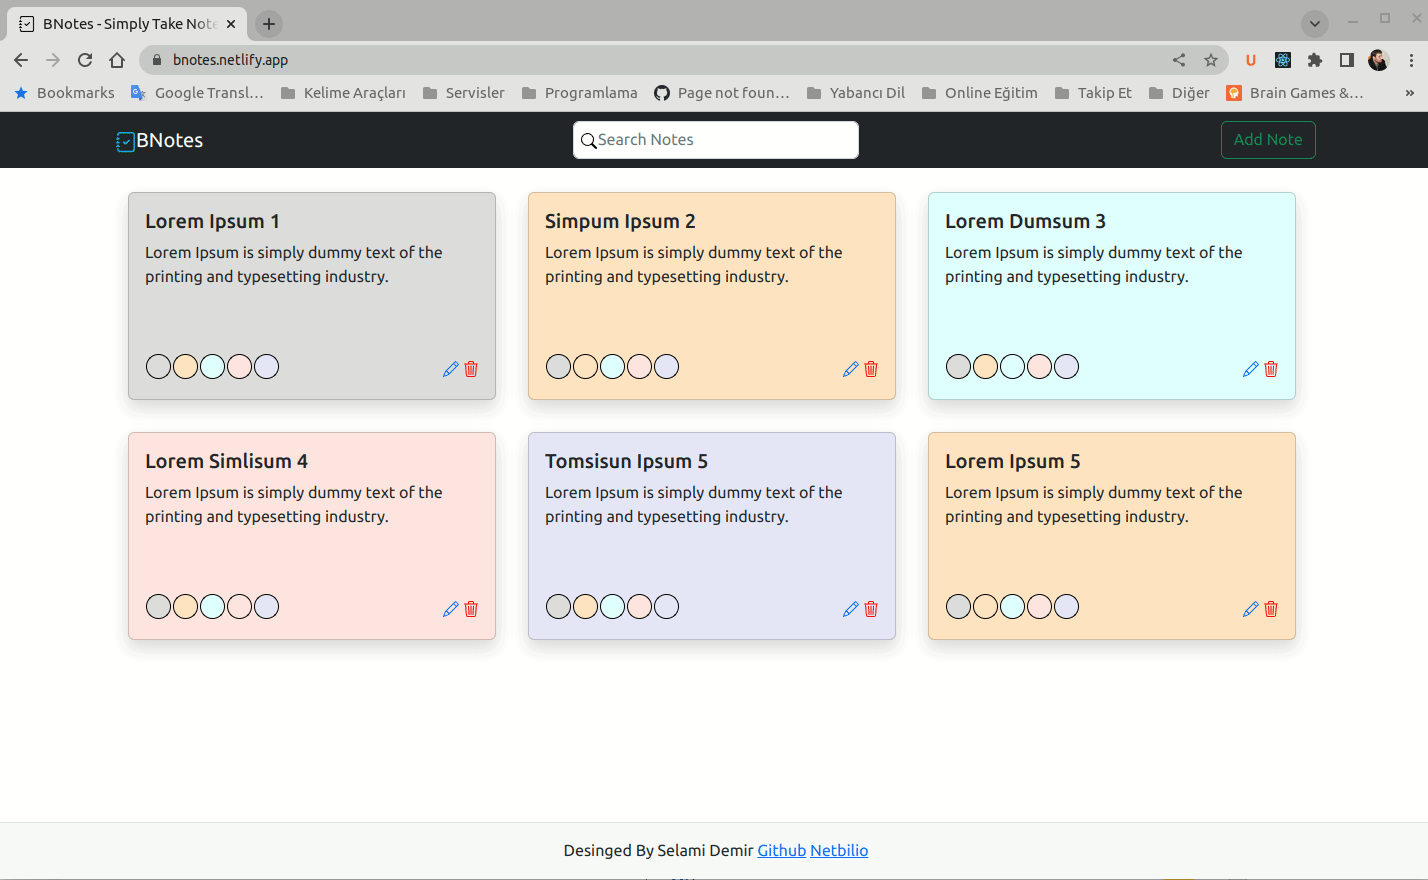 BNotes - Simply Take Note
bnotes.netlify.app
U
Bookmarks Google Transl... Kelime Araçları Servisler Programlama Page not foun... Yabancı Dil Online Eğitim Takip Et Diğer Brain Games &... »
BNotes Search Notes Add Note
Lorem Ipsum 1
Lorem Ipsum is simply dummy text of the
printing and typesetting industry.
Simpum Ipsum 2
Lorem Ipsum is simply dummy text of the
printing and typesetting industry.
Lorem Dumsum 3
Lorem Ipsum is simply dummy text of the
printing and typesetting industry.
Lorem Simlisum 4
Lorem Ipsum is simply dummy text of the
printing and typesetting industry.
Tomsisun Ipsum 5
Lorem Ipsum is simply dummy text of the
printing and typesetting industry.
Lorem Ipsum 5
Lorem Ipsum is simply dummy text of the
printing and typesetting industry.
Desinged By Selami Demir Github Netbilio